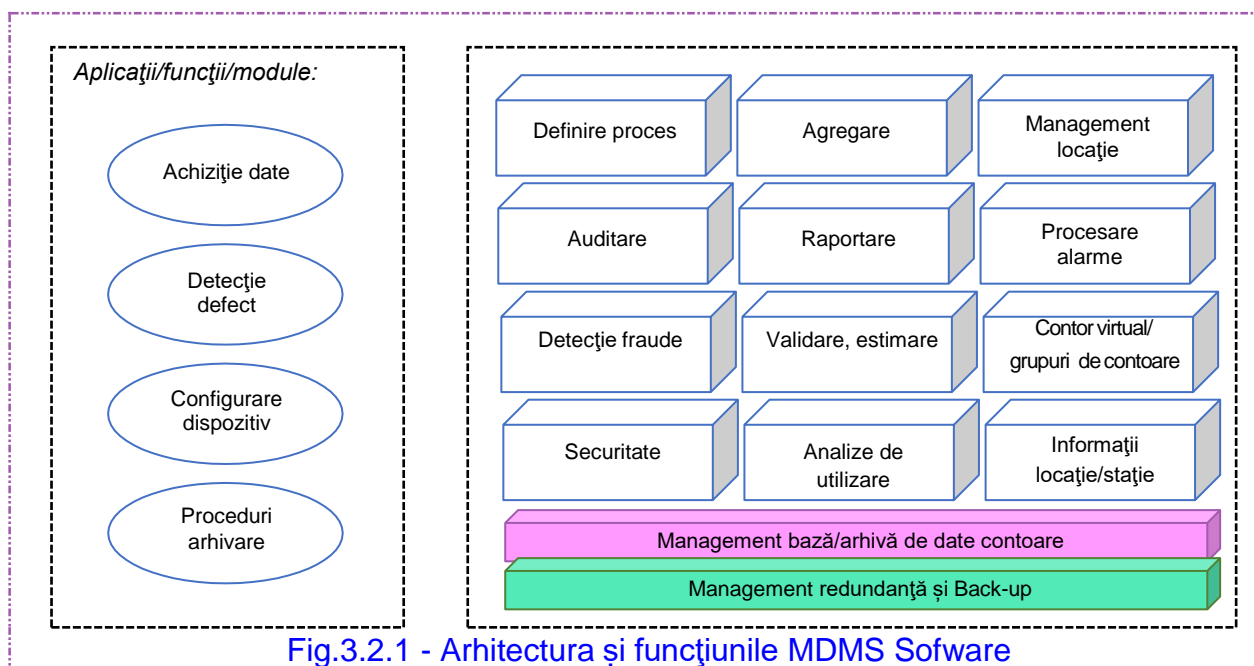 Aplicaţii/funcţii/module:
Achiziţie date
Detecţie
defect
Configurare
dispozitiv
Proceduri
arhivare
Definire proces
Agregare
Management
locaţie
Auditare
Raportare
Procesare
alarme
Detecţie fraude
Validare, estimare
Contor virtual/
grupuri de contoare
Securitate
Analize de
utilizare
Informaţii
locaţie/staţie
Management bază/arhivă de date contoare
Management redundanţă și Back-up
Fig.3.2.1 - Arhitectura și funcţiunile MDMS Sofware